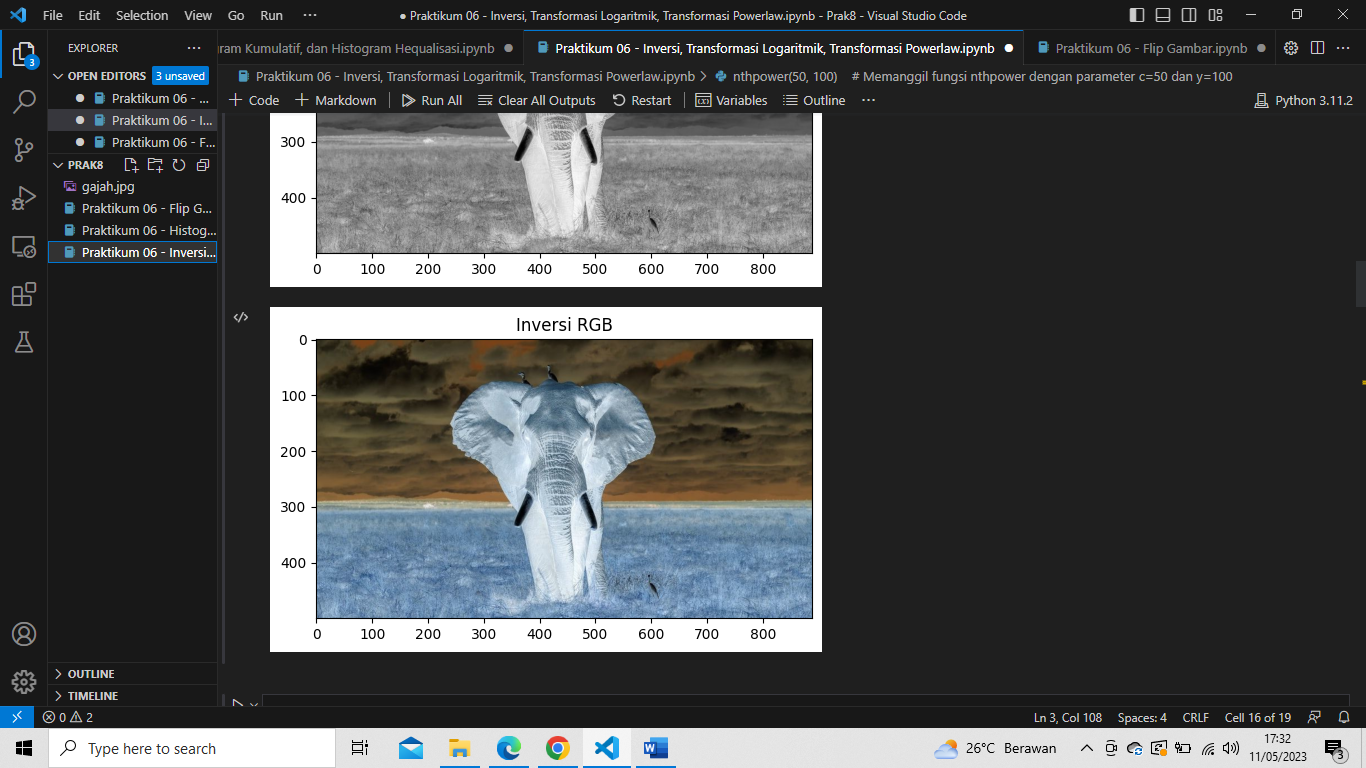 File Edit Selection View Go Run ··· ● Praktikum 06 - Inversi, Transformasi Logaritmik, Transformasi Powerlaw.ipynb - Prak8 - Visual Studio Code
EXPLORER ···
ram Kumulatif, dan Histogram Hequalisasi.ipynb ● Praktikum 06 - Inversi, Transformasi Logaritmik, Transformasi Powerlaw.ipynb ● Praktikum 06 - Flip Gambar.ipynb ●
OPEN EDITORS 3 unsaved
Praktikum 06 - Inversi, Transformasi Logaritmik, Transformasi Powerlaw.ipynb > nthpower(50, 100) # Memanggil fungsi nthpower dengan parameter c=50 dan y=100
● Praktikum 06 - ...
+ Code + Markdown Run All Clear All Outputs Restart Variables Outline ··· Python 3.11.2
● Praktikum 06 - I...
● Praktikum 06 - F...
PRAK8
gajah.jpg
Praktikum 06 - Flip G...
Praktikum 06 - Histog...
Praktikum 06 - Inversi...
3
300
400
0 100 200 300 400 500 600 700 800
Inversi RGB
0
100
200
300
400
0 100 200 300 400 500 600 700 800
OUTLINE
TIMELINE
0 2 Ln 3, Col 108 Spaces: 4 CRLF Cell 16 of 19
Type here to search 26°C Berawan 17:32
11/05/2023 3